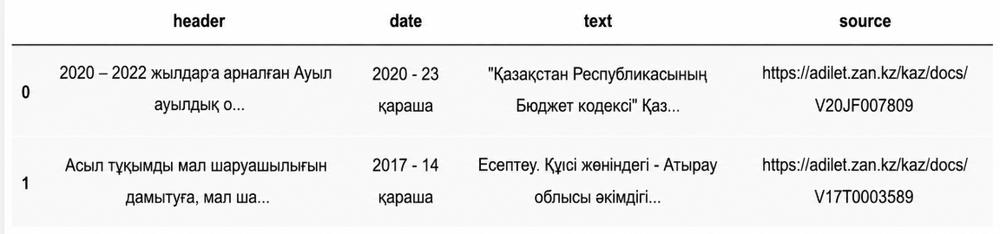 header date text source
2020 – 2022 жылдарға арналған Ауыл 2020 - 23 "Қазақстан Республикасының https://adilet.zan.kz/kaz/docs/
0
ауылдық о... қараша Бюджет кодексі" Қаз... V20JF007809
Асыл тұқымды мал шаруашылығын 2017 - 14 Есептеу. Құісі жөніндегі - Атырау https://adilet.zan.kz/kaz/docs/
1
дамытуға, мал ша... қараша облысы әкімдігі... V17T0003589